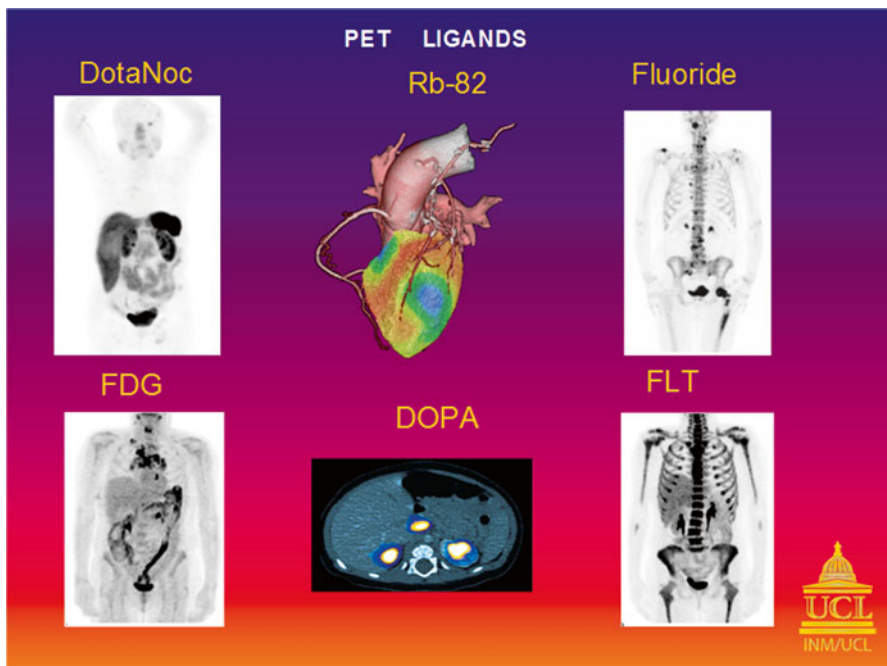 PET LIGANDS
DotaNoc
Rb-82
Fluoride
FDG
DOPA
FLT
UCL
INM/UCL